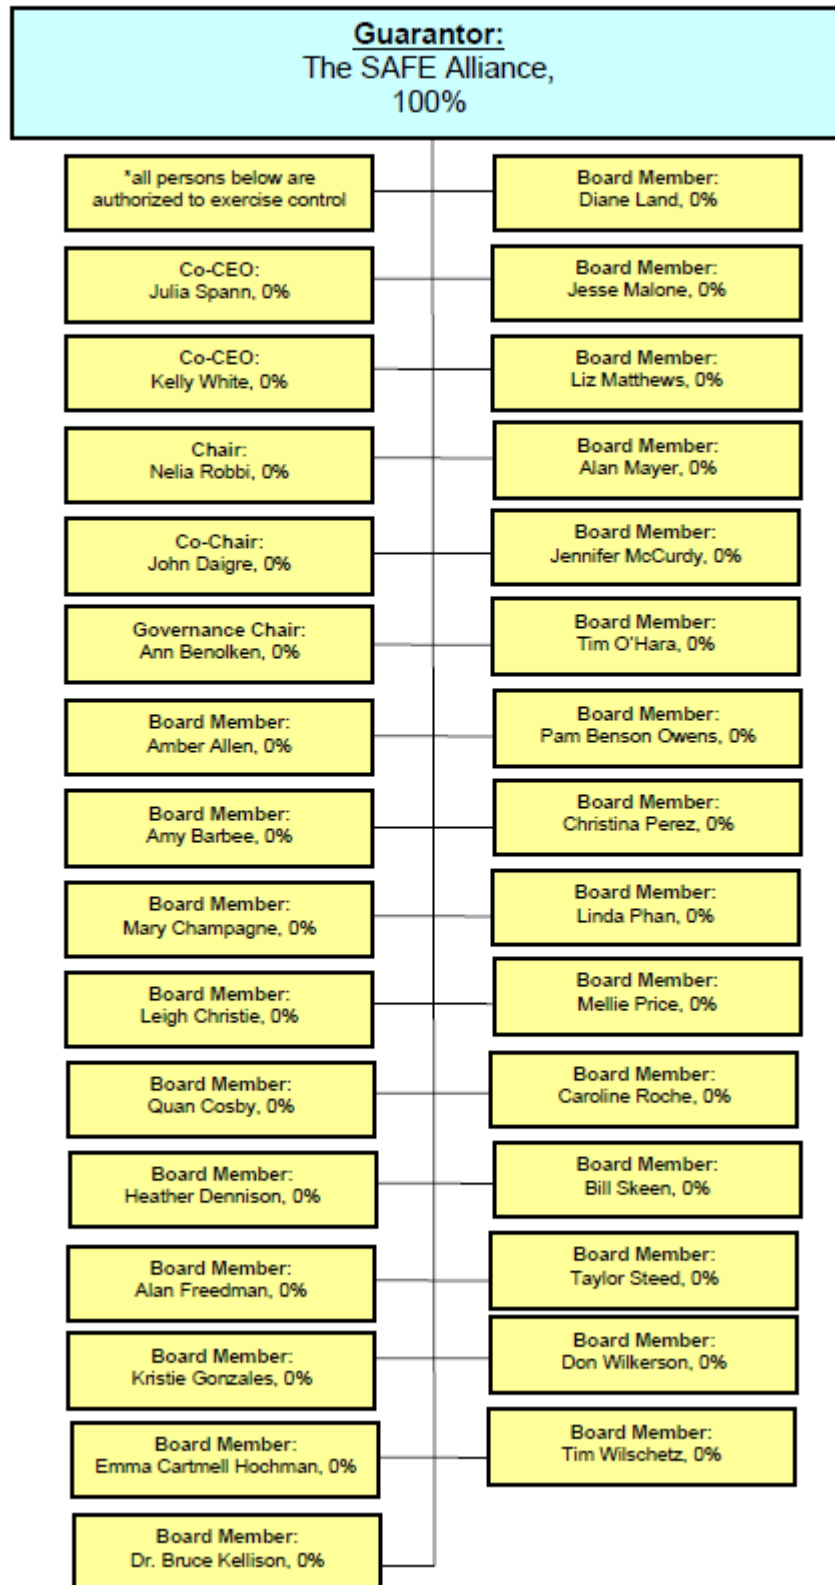 Guarantor:
The SAFE Alliance,
100%
*all persons below are
authorized to exercise control
Co-CEO:
Julia Spann, 0%
Co-CEO:
Kelly White, 0%
Chair:
Nelia Robbi, 0%
Co-Chair:
John Daigre, 0%
Governance Chair:
Ann Benolken, 0%
Board Member:
Amber Allen, 0%
Board Member:
Amy Barbee, 0%
Board Member:
Mary Champagne, 0%
Board Member:
Leigh Christie, 0%
Board Member:
Quan Cosby, 0%
Board Member:
Heather Dennison, 0%
Board Member:
Alan Freedman, 0%
Board Member:
Kristie Gonzales, 0%
Board Member:
Emma Cartmell Hochman, 0%
Board Member:
Dr. Bruce Kellison, 0%
Board Member:
Diane Land, 0%
Board Member:
Jesse Malone, 0%
Board Member:
Liz Matthews, 0%
Board Member:
Alan Mayer, 0%
Board Member:
Jennifer McCurdy, 0%
Board Member:
Tim O'Hara, 0%
Board Member:
Pam Benson Owens, 0%
Board Member:
Christina Perez, 0%
Board Member:
Linda Phan, 0%
Board Member:
Mellie Price, 0%
Board Member:
Caroline Roche, 0%
Board Member:
Bill Skeen, 0%
Board Member:
Taylor Steed, 0%
Board Member:
Don Wilkerson, 0%
Board Member:
Tim Wilschetz, 0%